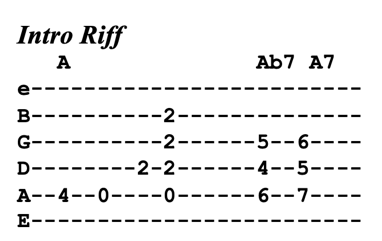 Intro Riff
    A                Ab7 A7
e--------------------------
B-----------2--------------
G-----------2------5--6----
D---------2-2------4--5----
A--4--0----0-------6--7----
E--------------------------